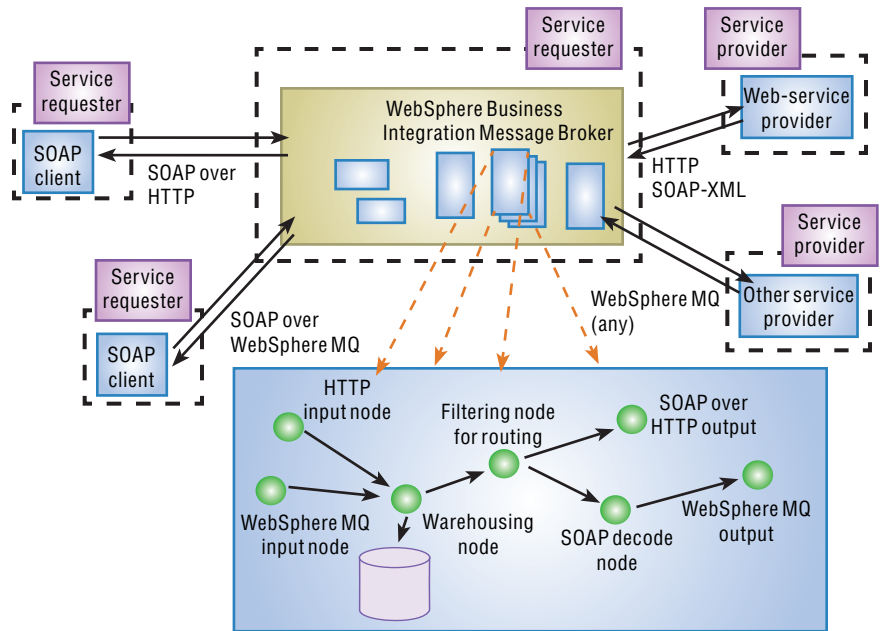 Service
requester
Service
provider
Service
requester
SOAP
client
WebSphere Business
Integration Message Broker
Web-service
provider
SOAP over
HTTP
HTTP
SOAP-XML
Service
provider
Service
requester
SOAP
client
SOAP over
WebSphere MQ
WebSphere MQ
(any)
Other service
provider
HTTP
input node
Filtering node
for routing
SOAP over
HTTP output
WebSphere MQ
input node
Warehousing
node
SOAP decode
node
WebSphere MQ
output